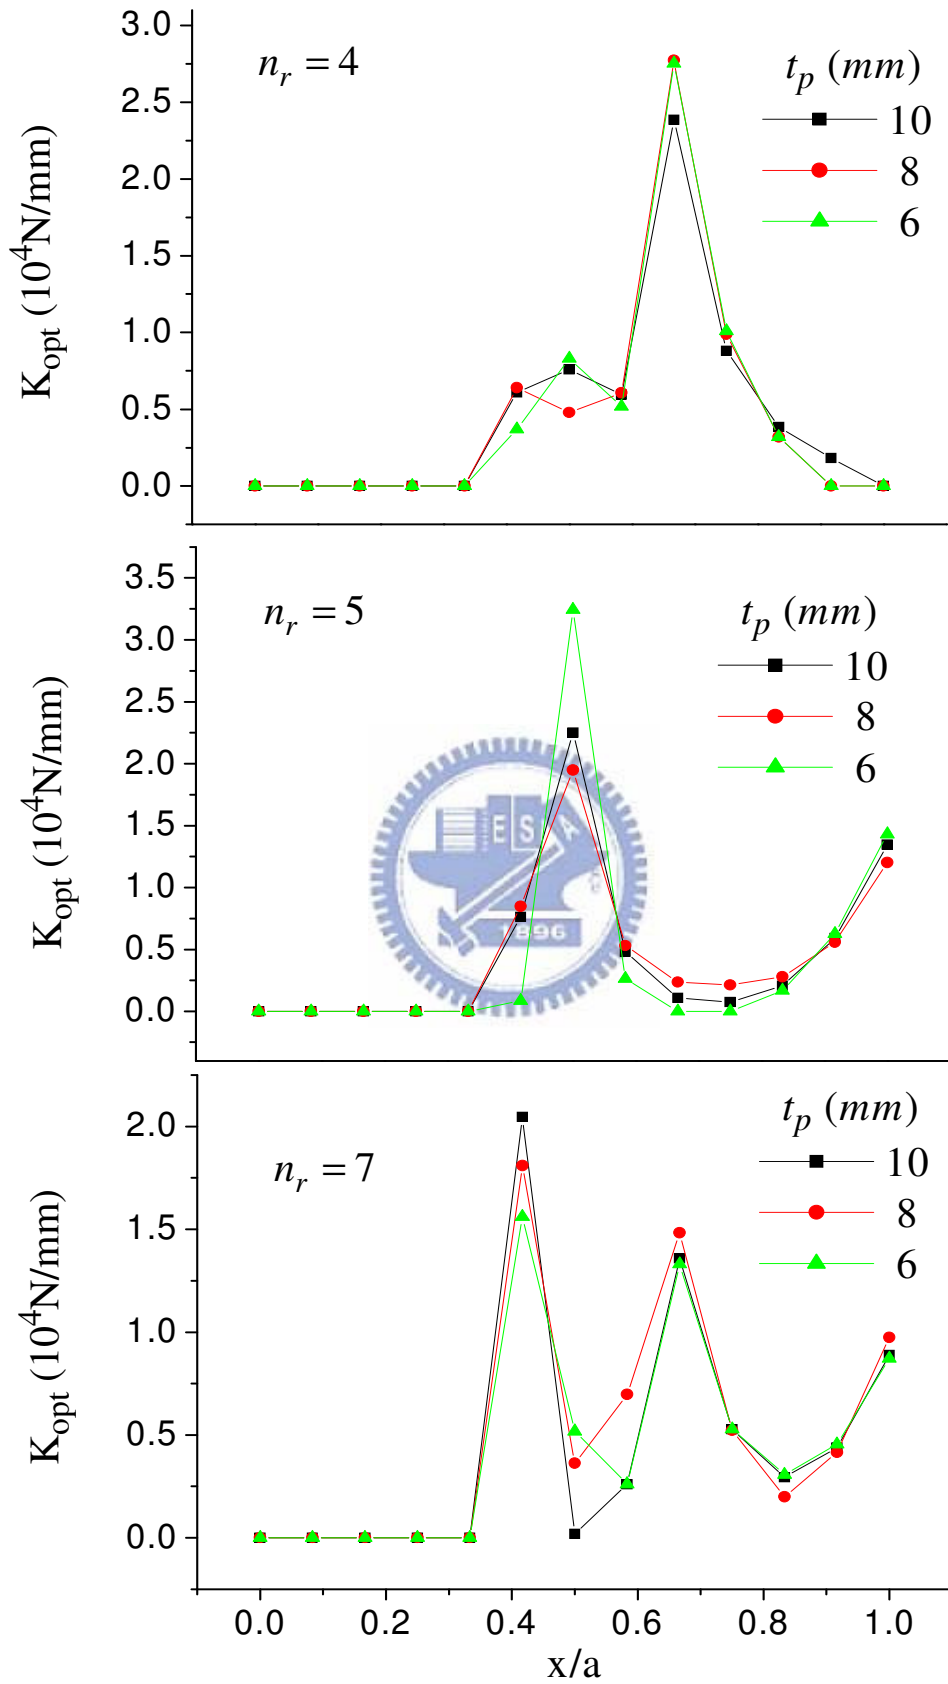 n_r = 4
t_p (mm)
10
8
6
K_opt (10^4N/mm)
3.0
2.5
2.0
1.5
1.0
0.5
0.0
n_r = 5
t_p (mm)
10
8
6
K_opt (10^4N/mm)
3.5
3.0
2.5
2.0
1.5
1.0
0.5
0.0
E S A
1896
n_r = 7
t_p (mm)
10
8
6
K_opt (10^4N/mm)
2.0
1.5
1.0
0.5
0.0
0.0 0.2 0.4 0.6 0.8 1.0
x/a